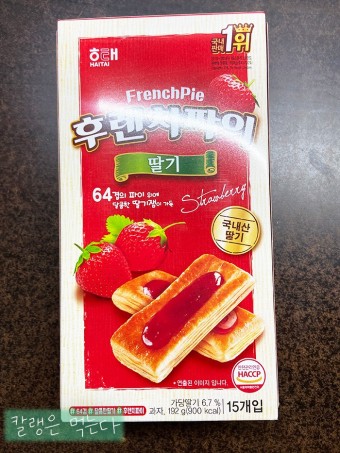 해태
HAITAI
국내
판매
1위
FrenchPie
후렌치파이
딸기
64겹의 파이 위에
달콤한 딸기잼이 가득
Strawberry
국내산
딸기
HACCP
*연출된 이미지 입니다.
가당딸기 6.7 %
과자, 192 g(900 kcal)
15개입
칼랭은 먹는다